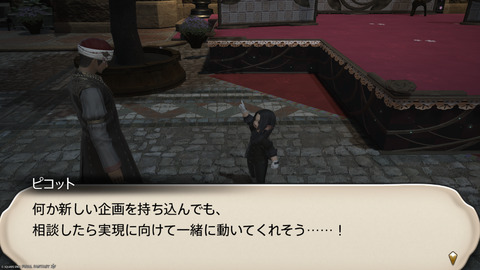 ピコット
何か新しい企画を持ち込んでも、
相談したら実現に向けて一緒に動いてくれそう……！